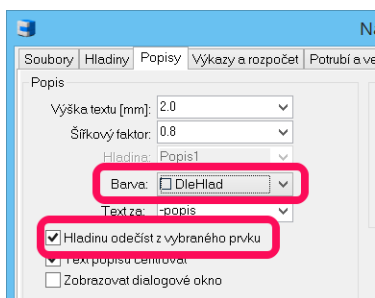 Na
Soubory Hladiny Popisy Výkazy a rozpočet Potrubí a ve
Popis
Výška textu [mm]: 2.0
Šířkový faktor: 0.8
Hladina: Popis1
Barva: DleHlad
Text za: -popis
Hladinu odečíst z vybraného prvku
Text popisu centrovat
Zobrazovat dialogové okno